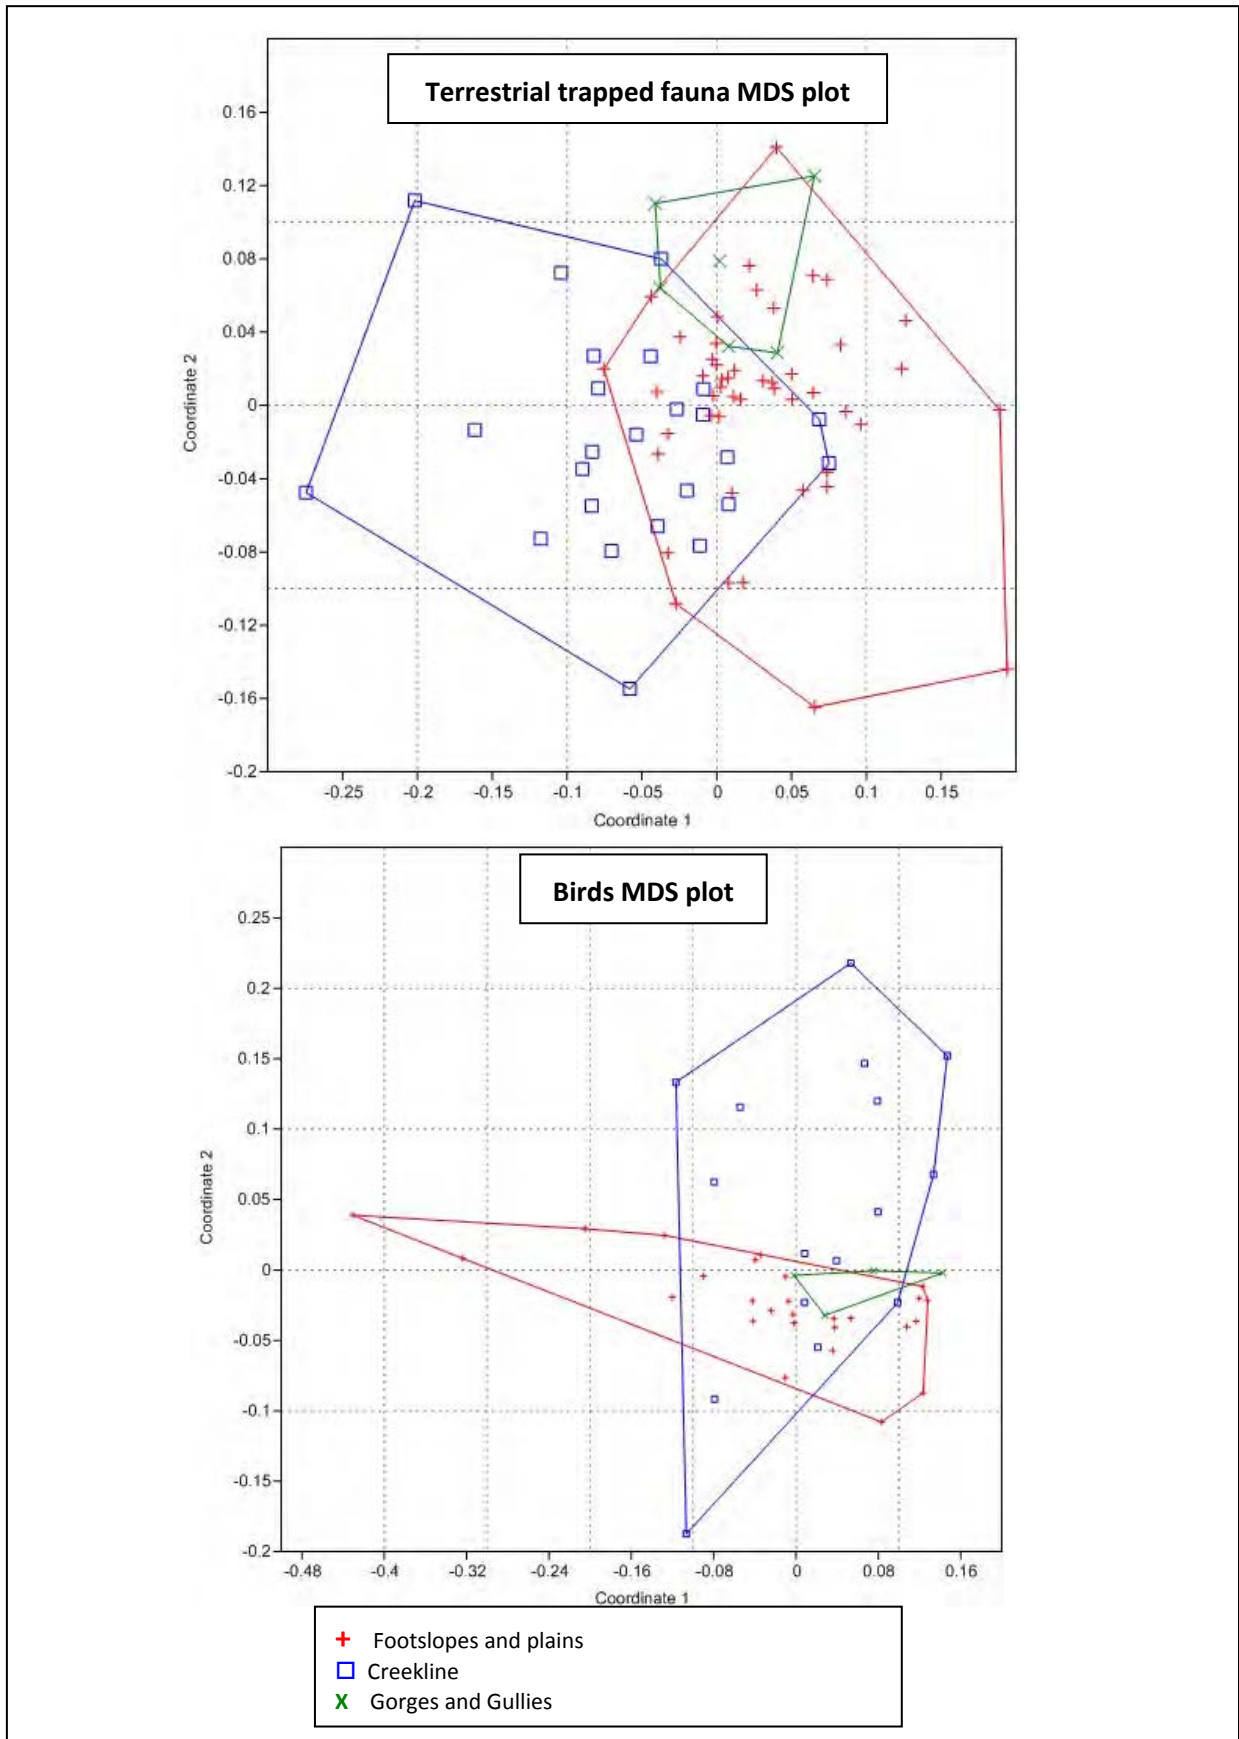 Terrestrial trapped fauna MDS plot
0.16
0.12
0.08
0.04
0
-0.04
-0.08
-0.12
-0.16
-0.2
Coordinate 2
-0.25 -0.2 -0.15 -0.1 -0.05 0 0.05 0.1 0.15
Coordinate 1
Birds MDS plot
0.25
0.2
0.15
0.1
0.05
0
-0.05
-0.1
-0.15
-0.2
Coordinate 2
-0.48 -0.4 -0.32 -0.24 -0.16 -0.08 0 0.08 0.16
Coordinate 1
Footslopes and plains
Creekline
Gorges and Gullies